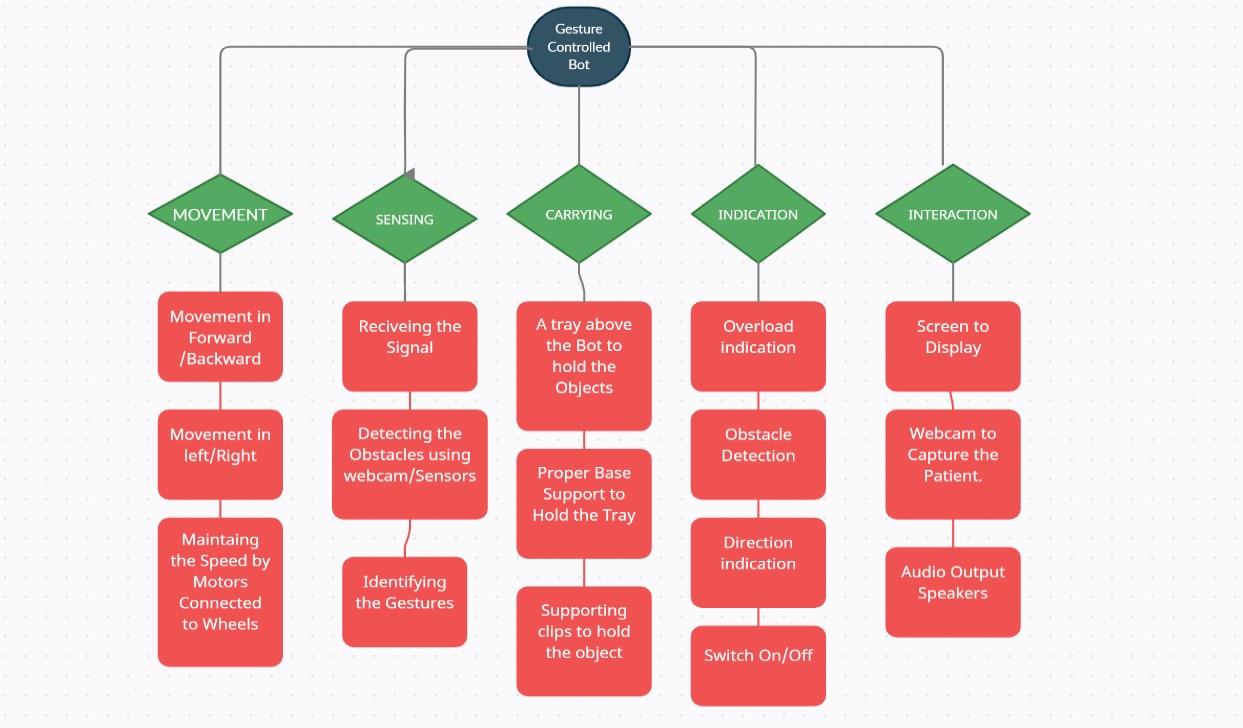 Gesture
Controlled
Bot
MOVEMENT
SENSING
CARRYING
INDICATION
INTERACTION
Movement in
Forward
/Backward
Movement in
left/Right
Maintaing
the Speed by
Motors
Connected
to Wheels
Reciveing the
Signal
Detecting the
Obstacles using
webcam/Sensors
Identifying
the Gestures
A tray above
the Bot to
hold the
Objects
Proper Base
Support to
Hold the Tray
Supporting
clips to hold
the object
Overload
indication
Obstacle
Detection
Direction
indication
Switch On/Off
Screen to
Display
Webcam to
Capture the
Patient.
Audio Output
Speakers